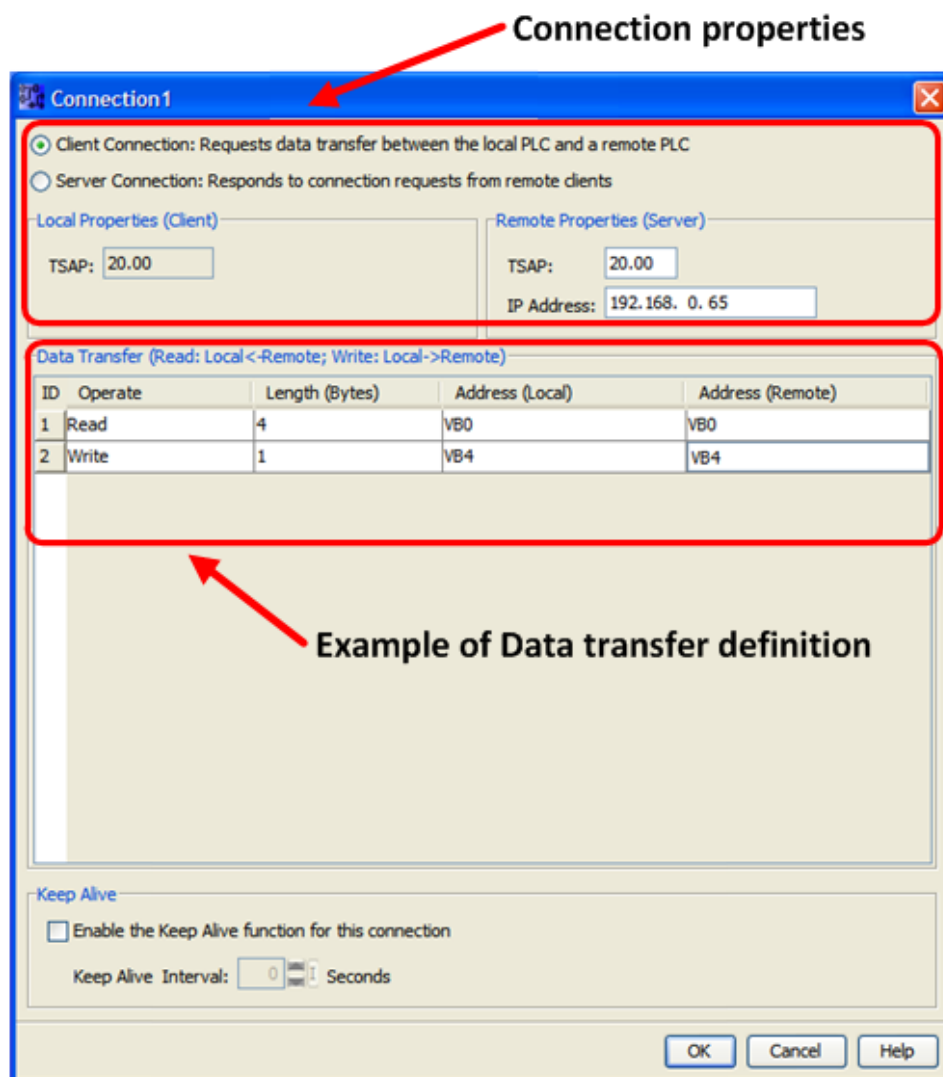 Connection properties
Connection1
Client Connection: Requests data transfer between the local PLC and a remote PLC
Server Connection: Responds to connection requests from remote clients
Local Properties (Client)
Remote Properties (Server)
TSAP: 20.00
TSAP: 20.00
IP Address: 192.168. 0. 65
Data Transfer (Read: Local<-Remote; Write: Local->Remote)
ID Operate Length (Bytes) Address (Local) Address (Remote)
1 Read 4 VB0 VB0
2 Write 1 VB4 VB4
Example of Data transfer definition
Keep Alive
Enable the Keep Alive function for this connection
Keep Alive Interval: 0 Seconds
OK Cancel Help